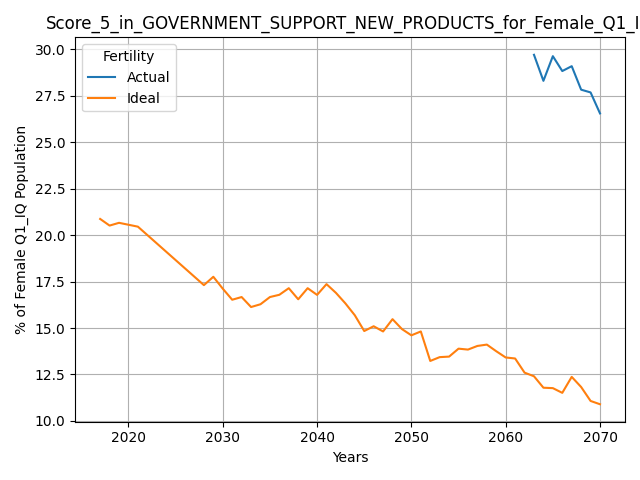 Score_5_in_GOVERNMENT_SUPPORT_NEW_PRODUCTS_for_Female_Q1_I
Fertility
Actual
Ideal
30.0
27.5
25.0
22.5
20.0
17.5
15.0
12.5
10.0
% of Female Q1_IQ Population
2020 2030 2040 2050 2060 2070
Years